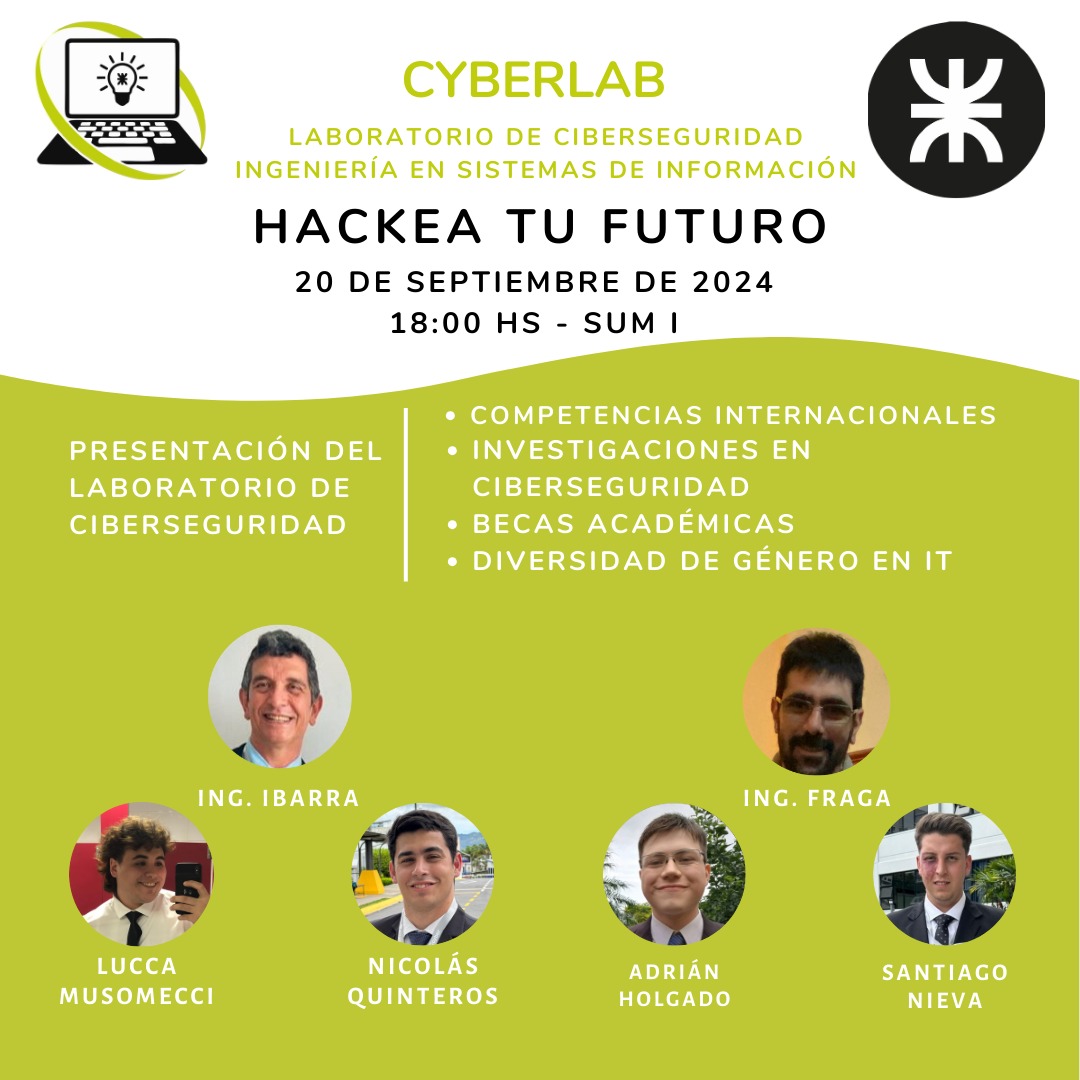 CYBERLAB
LABORATORIO DE CIBERSEGURIDAD
INGENIERÍA EN SISTEMAS DE INFORMACIÓN
HACKEA TU FUTURO
20 DE SEPTIEMBRE DE 2024
18:00 HS - SUM I
PRESENTACIÓN DEL
LABORATORIO DE
CIBERSEGURIDAD
• COMPETENCIAS INTERNACIONALES
• INVESTIGACIONES EN
CIBERSEGURIDAD
• BECAS ACADÉMICAS
• DIVERSIDAD DE GÉNERO EN IT
ING. IBARRA
ING. FRAGA
LUCCA
MUSOMECCI
NICOLÁS
QUINTEROS
ADRIÁN
HOLGADO
SANTIAGO
NIEVA